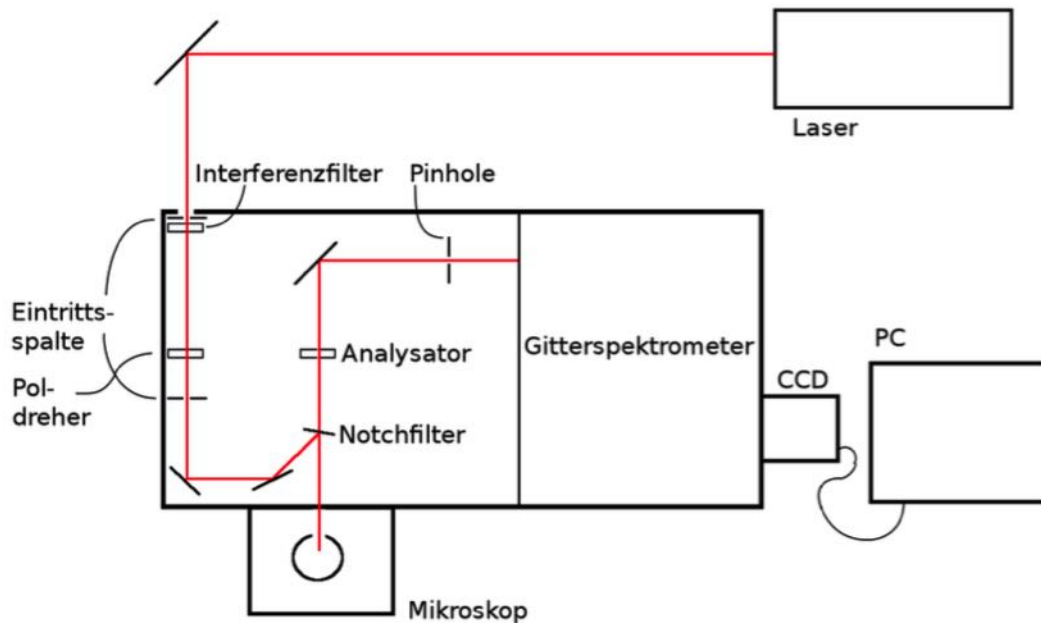 Laser
Interferenzfilter
Pinhole
Eintritts-
spalte
Pol-
dreher
Analysator
Notchfilter
Gitterspektrometer
CCD
PC
Mikroskop